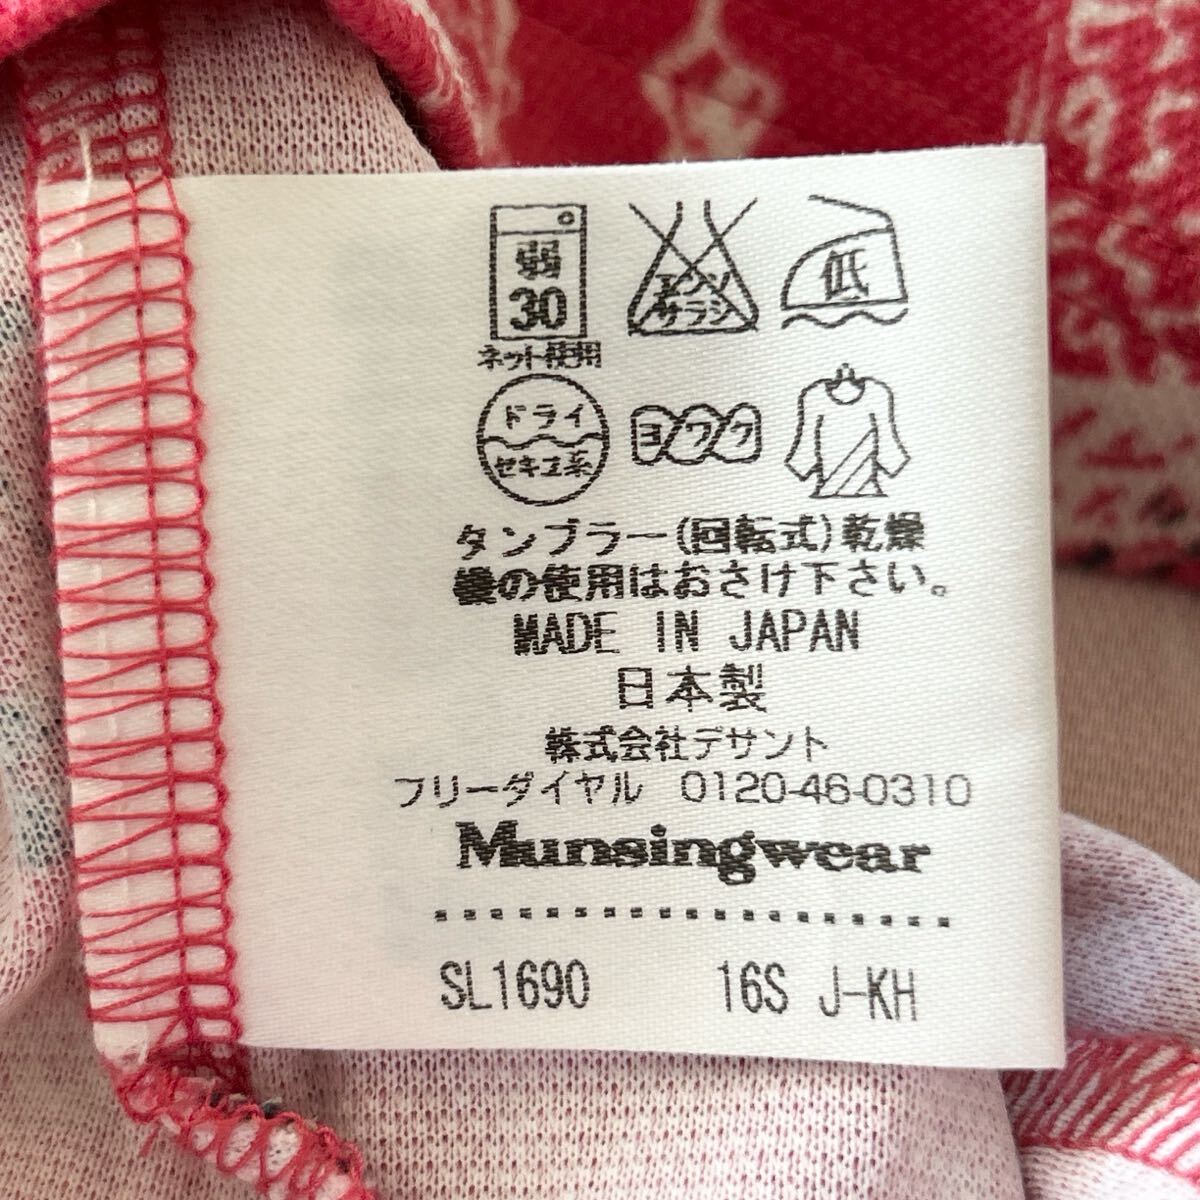 弱
30
ネット使用
エンソ
サラシ
低
ドライ
セキユ系
ヨワク
タンブラー(回転式)乾燥
機の使用はおさけ下さい。
MADE IN JAPAN
日本製
株式会社デサント
フリーダイヤル 0120-46-0310
Munsingwear
SL1690 16S J-KH